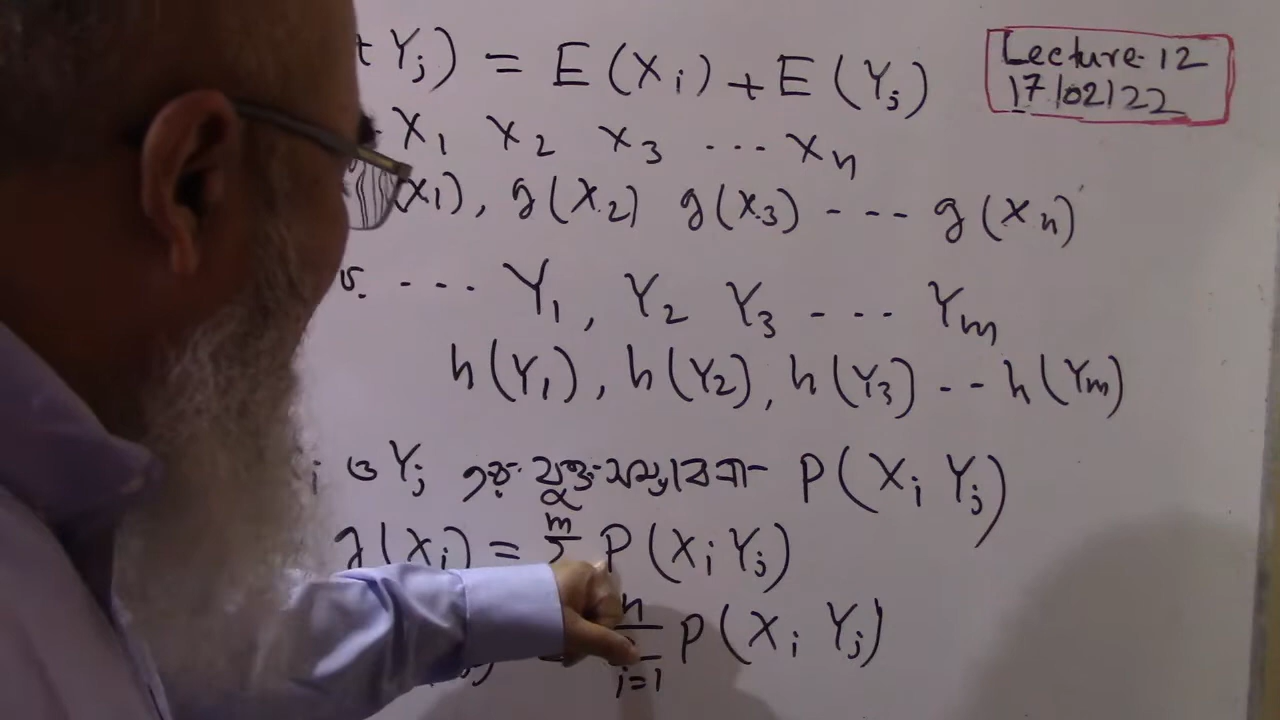 + Yj) = E(Xi) + E(Yj)
Lecture-12
17/02/22
X1 X2 X3 ... Xn
(X1), g(X2) g(X3) ---- g(Xn)
চ. ---- Y1, Y2 Y3 --- Ym
h(Y1), h(Y2), h(Y3) -- h(Ym)
i ও Yj এর যুক্ত সম্ভাবনা P(Xi Yj)
g(Xi) = m Σ P(Xi Yj)
n Σ i=1 P(Xi Yj)